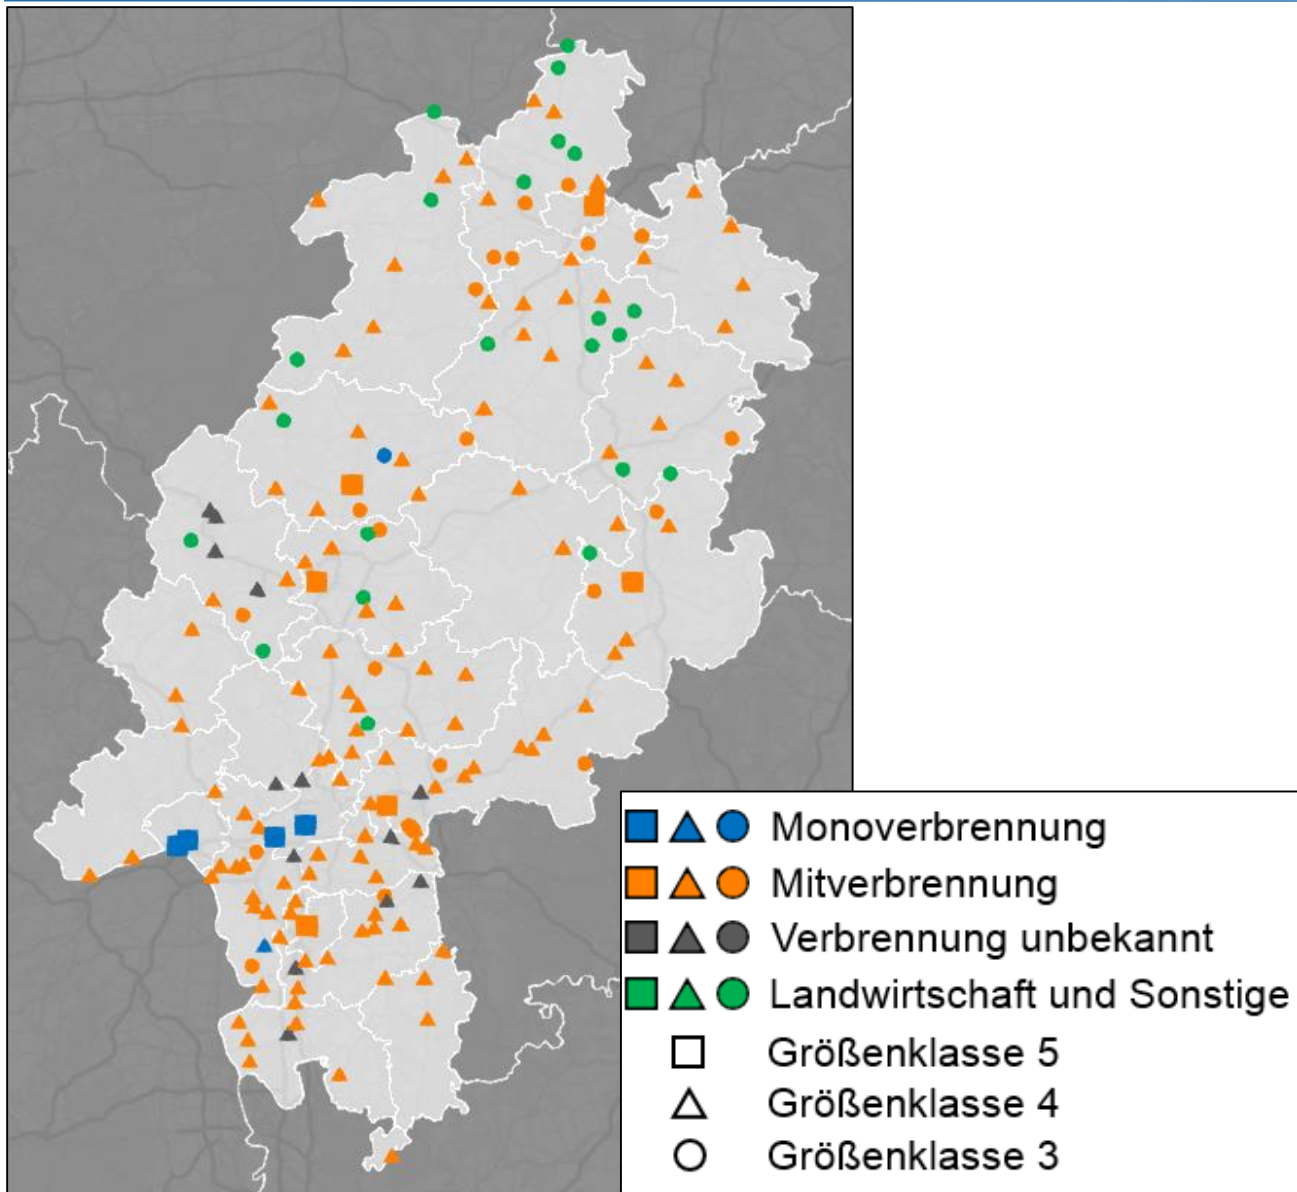 Monoverbrennung
Mitverbrennung
Verbrennung unbekannt
Landwirtschaft und Sonstige
Größenklasse 5
Größenklasse 4
Größenklasse 3